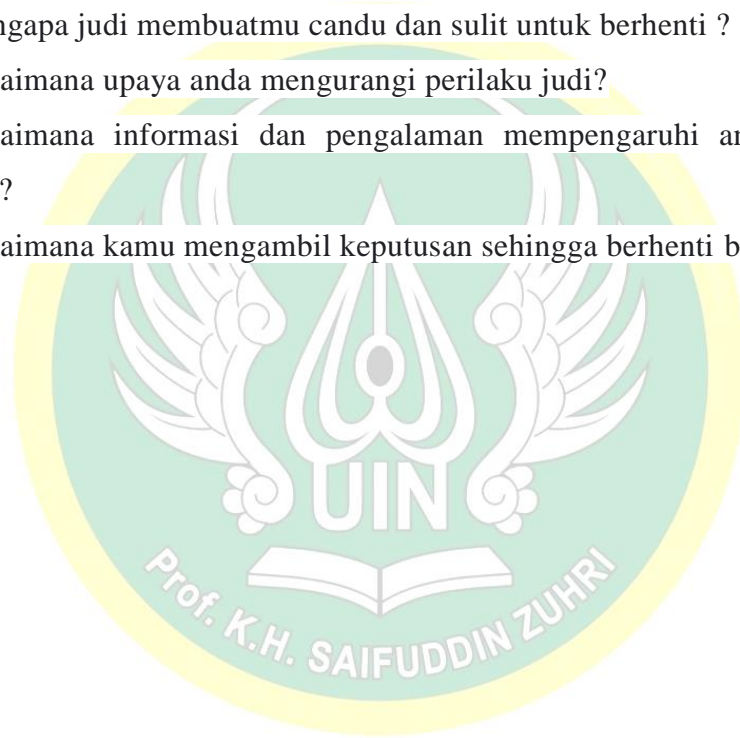 ngapa judi membuatmu candu dan sulit untuk berhenti ?
aimana upaya anda mengurangi perilaku judi?
aimana informasi dan pengalaman mempengaruhi an
?
aimana kamu mengambil keputusan sehingga berhenti b
UIN
Prof. K.H. SAIFUDDIN ZUHRI